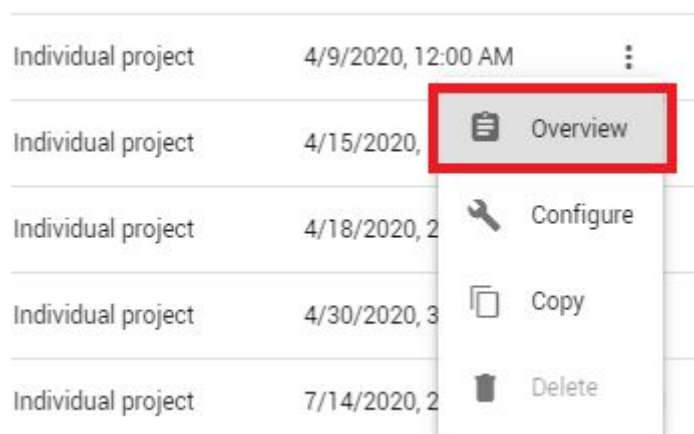 Individual project 4/9/2020, 12:00 AM
Overview
Individual project 4/15/2020,
Configure
Individual project 4/18/2020, 2
Copy
Individual project 4/30/2020, 3
Delete
Individual project 7/14/2020, 2